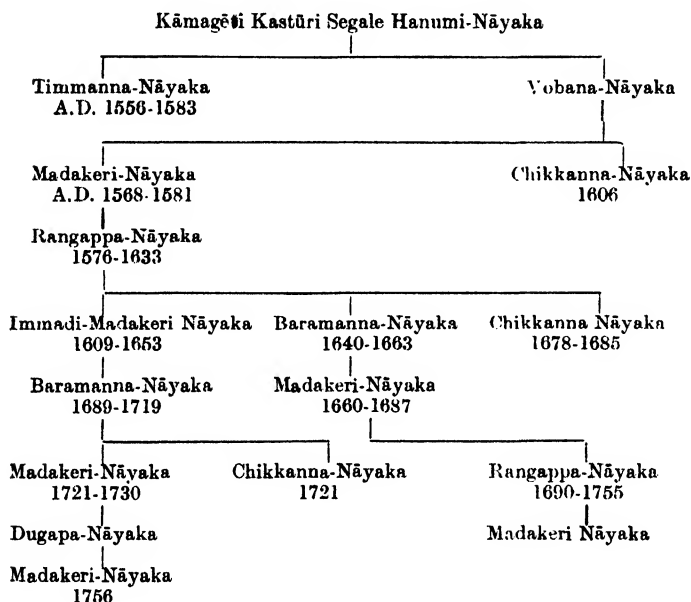 Kāmagēti Kastūri Segale Hanumi-Nāyaka
Timmanna-Nāyaka Vobana-Nāyaka
A.D. 1556-1583
Madakeri-Nāyaka Chikkanna-Nāyaka
A.D. 1568-1581 1606
Rangappa-Nāyaka
1576-1633
Immadi-Madakeri Nāyaka Baramanna-Nāyaka Chikkanna Nāyaka
1609-1653 1640-1663 1678-1685
Baramanna-Nāyaka Madakeri-Nāyaka
1689-1719 1660-1687
Madakeri-Nāyaka Chikkanna-Nāyaka Rangappa-Nāyaka
1721-1730 1721 1690-1755
Dugapa-Nāyaka Madakeri Nāyaka
Madakeri-Nāyaka
1756